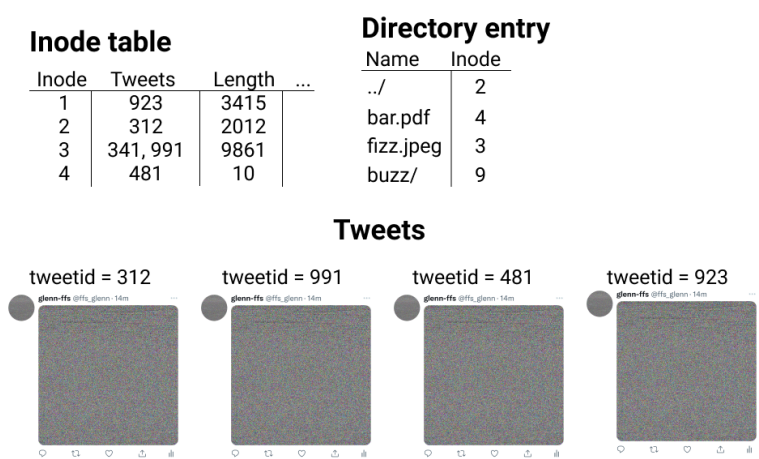 Inode table
Inode Tweets Length ...
1 923 3415
2 312 2012
3 341, 991 9861
4 481 10
Directory entry
Name Inode
../ 2
bar.pdf 4
fizz.jpeg 3
buzz/ 9
Tweets
tweetid = 312
glenn-ffs @ffs_glenn · 14m ...
tweetid = 991
glenn-ffs @ffs_glenn · 14m ...
tweetid = 481
glenn-ffs @ffs_glenn · 14m ...
tweetid = 923
glenn-ffs @ffs_glenn · 14m ...